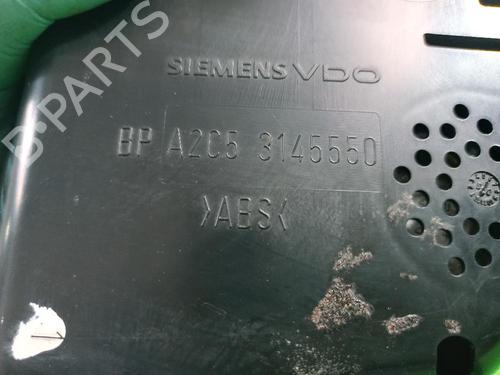 B-PARTS
SIEMENS VDO
BP A2C5 3145550
>ABS<